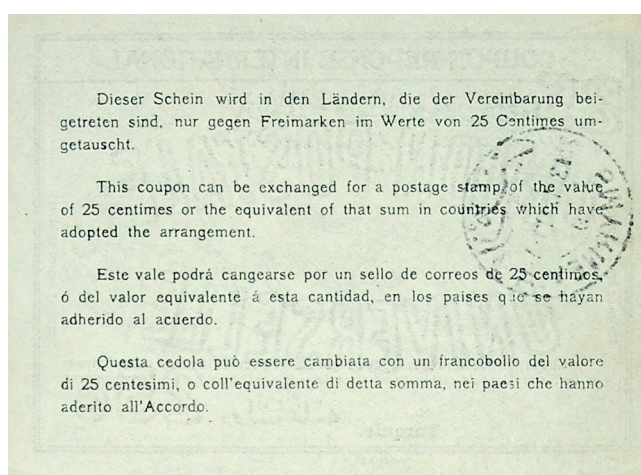 Dieser Schein wird in den Ländern, die der Vereinbarung bei-
getreten sind, nur gegen Freimarken im Werte von 25 Centimes um-
getauscht.
This coupon can be exchanged for a postage stamp of the value
of 25 centimes or the equivalent of that sum in countries which have
adopted the arrangement.
Este vale podrá cangearse por un sello de correos de 25 centimos,
ó del valor equivalente á esta cantidad, en los paises que se hayan
adherido al acuerdo.
Questa cedola può essere cambiata con un francobollo del valore
di 25 centesimi, o coll'equivalente di detta somma, nei paesi che hanno
aderito all'Accordo.